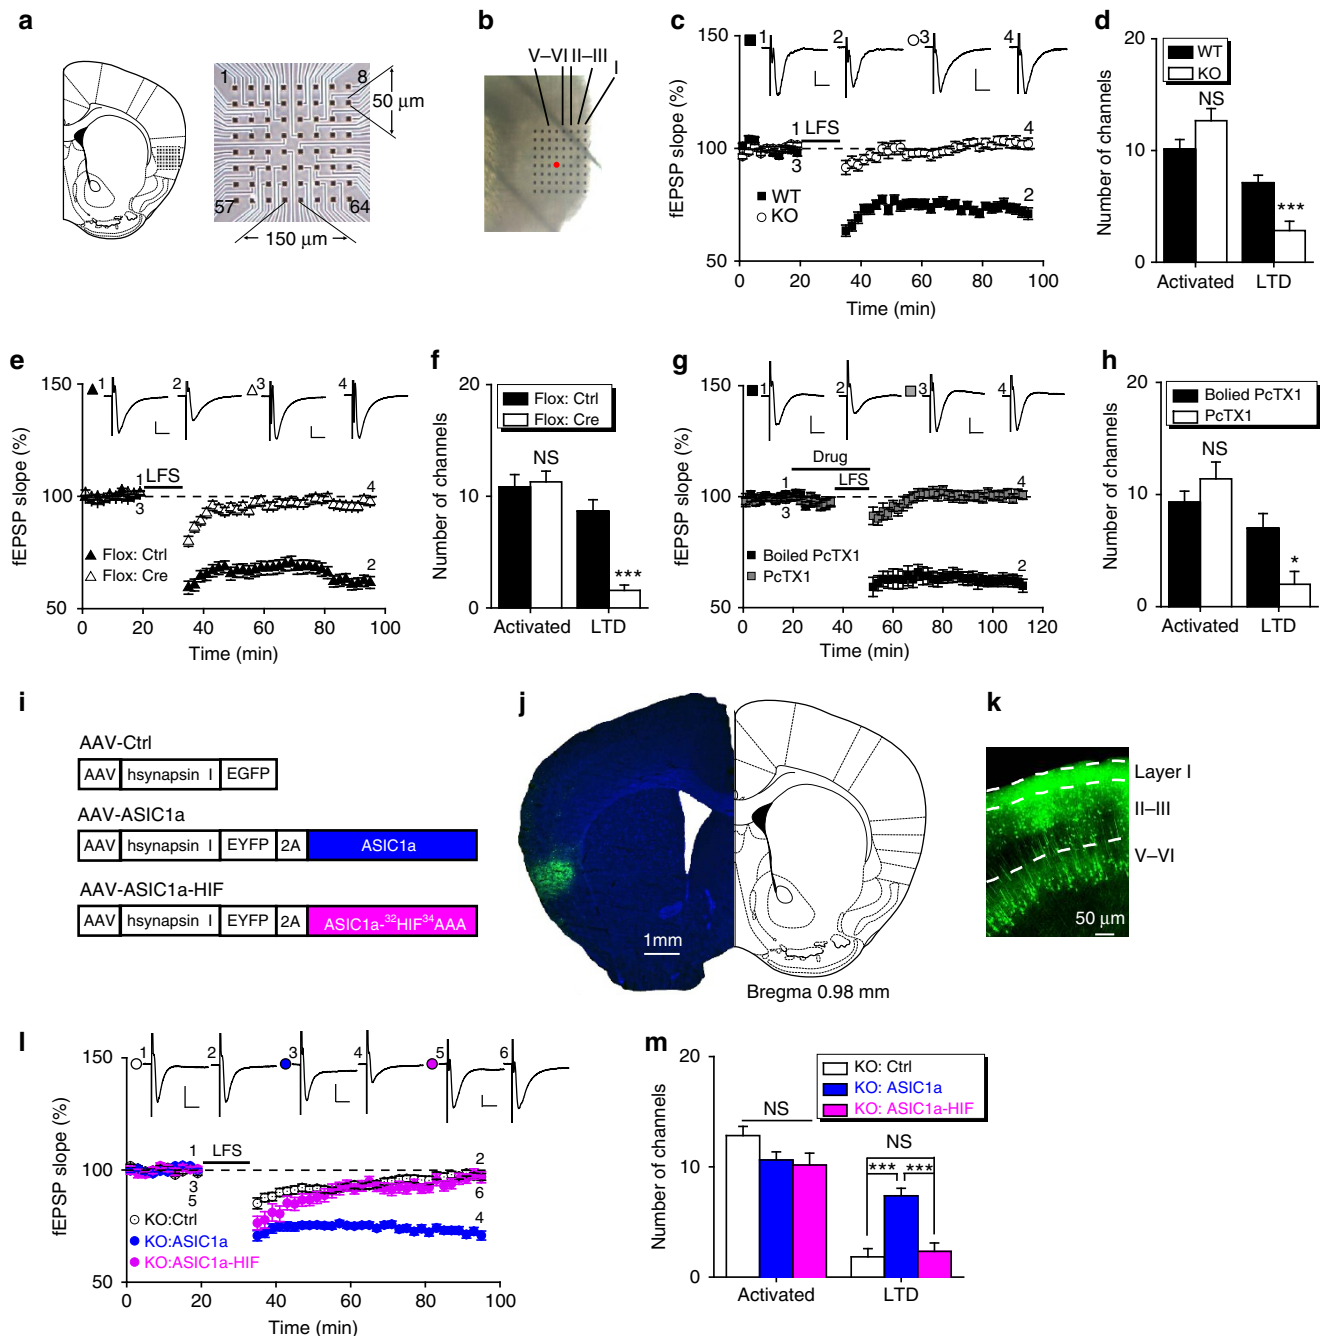 a
1
8
50 μm
57
64
150 μm
b
V–VI
II–III
I
c
150
100
50
fEPSP slope (%)
1
2
3
4
1
LFS
3
4
2
WT
KO
0
20
40
60
80
100
Time (min)
d
20
10
0
Number of channels
WT
KO
NS
***
Activated
LTD
e
150
100
50
fEPSP slope (%)
1
2
3
4
1
LFS
3
4
2
Flox: Ctrl
Flox: Cre
0
20
40
60
80
100
Time (min)
f
20
10
0
Number of channels
Flox: Ctrl
Flox: Cre
NS
***
Activated
LTD
g
150
100
50
fEPSP slope (%)
1
2
3
4
Drug
1
LFS
3
4
2
Boiled PcTX1
PcTX1
0
20
40
60
80
100
120
Time (min)
h
20
10
0
Number of channels
Bolied PcTX1
PcTX1
NS
*
Activated
LTD
i
AAV-Ctrl
AAV hsynapsin I EGFP
AAV-ASIC1a
AAV hsynapsin I EYFP 2A ASIC1a
AAV-ASIC1a-HIF
AAV hsynapsin I EYFP 2A ASIC1a-³²HIF³⁴AAA
j
1mm
Bregma 0.98 mm
k
Layer I
II–III
V–VI
50 μm
l
150
100
50
fEPSP slope (%)
1
2
3
4
5
6
1
LFS
3
5
2
6
4
KO:Ctrl
KO:ASIC1a
KO:ASIC1a-HIF
0
20
40
60
80
100
Time (min)
m
20
10
0
Number of channels
KO: Ctrl
KO: ASIC1a
KO: ASIC1a-HIF
NS
NS
*** ***
Activated
LTD